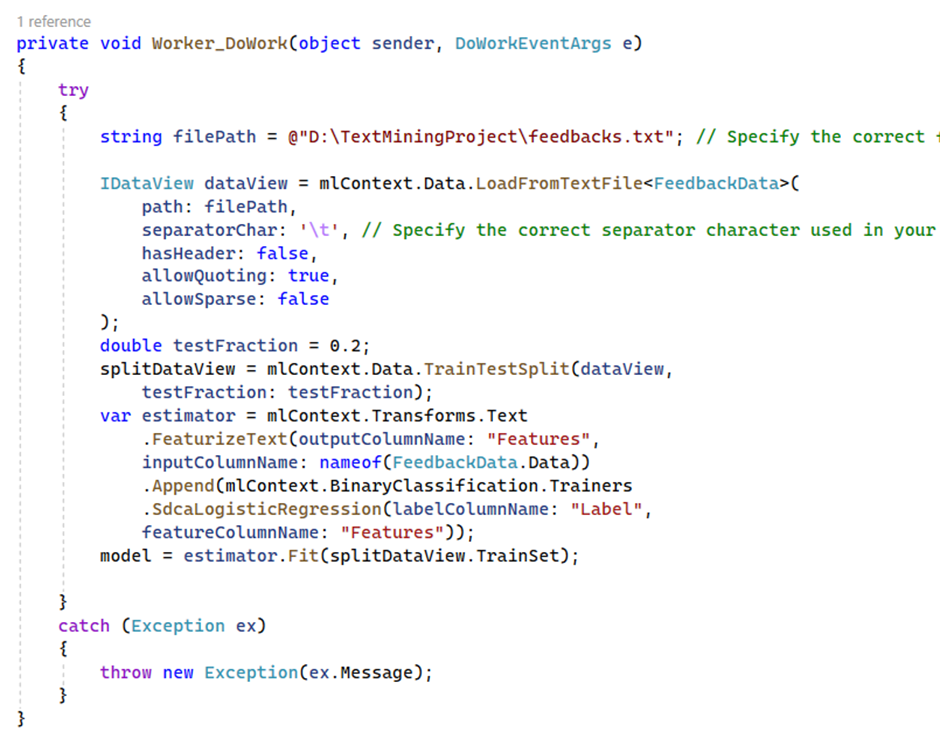 1 reference
private void Worker_DoWork(object sender, DoWorkEventArgs e)
{
    try
    {
        string filePath = @"D:\TextMiningProject\feedbacks.txt"; // Specify the correct

        IDataView dataView = mlContext.Data.LoadFromTextFile<FeedbackData>(
            path: filePath,
            separatorChar: '\t', // Specify the correct separator character used in your
            hasHeader: false,
            allowQuoting: true,
            allowSparse: false
        );
        double testFraction = 0.2;
        splitDataView = mlContext.Data.TrainTestSplit(dataView,
            testFraction: testFraction);
        var estimator = mlContext.Transforms.Text
            .FeaturizeText(outputColumnName: "Features",
            inputColumnName: nameof(FeedbackData.Data))
            .Append(mlContext.BinaryClassification.Trainers
            .SdcaLogisticRegression(labelColumnName: "Label",
            featureColumnName: "Features"));
        model = estimator.Fit(splitDataView.TrainSet);

    }
    catch (Exception ex)
    {
        throw new Exception(ex.Message);
    }
}